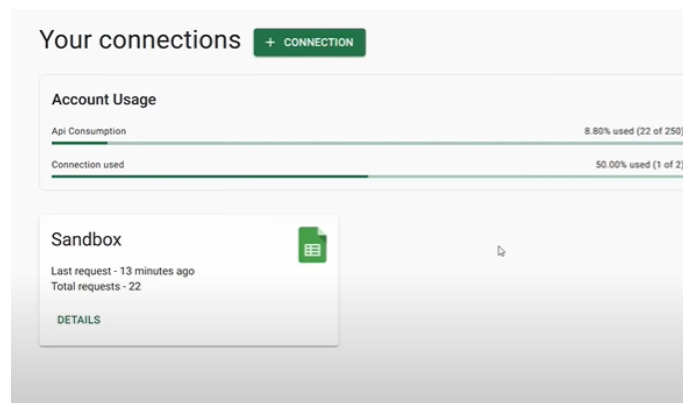 Your connections
+ CONNECTION
Account Usage
Api Consumption
8.80% used (22 of 250)
Connection used
50.00% used (1 of 2)
Sandbox
Last request - 13 minutes ago
Total requests - 22
DETAILS